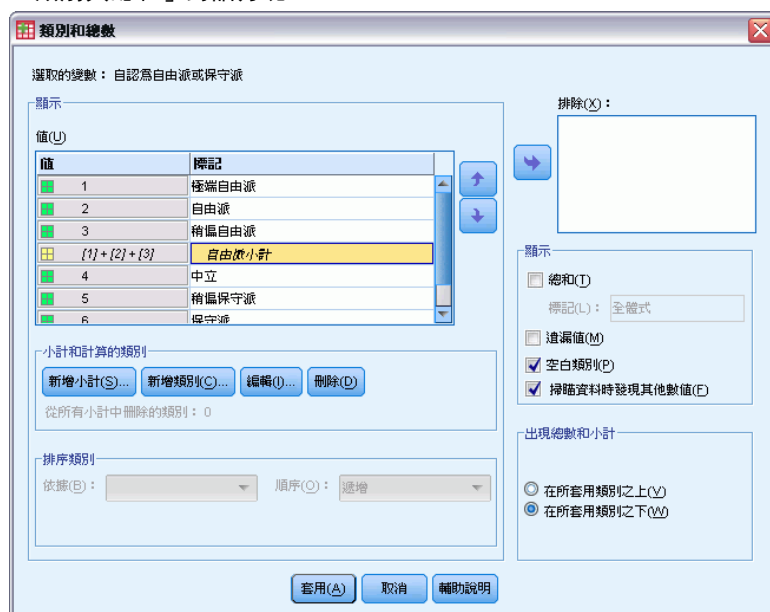 類別和總數
選取的變數：自認為自由派或保守派
顯示
值(U)
值 標記
1 極端自由派
2 自由派
3 稍偏自由派
[1]+[2]+[3] 自由派小計
4 中立
5 稍偏保守派
6 保守派
小計和計算的類別
新增小計(S)... 新增類別(C)... 編輯(I)... 刪除(D)
從所有小計中刪除的類別：0
排序類別
依據(B)： 順序(O)：遞增
排除(X)：
顯示
總和(T)
標記(L)：全體式
遺漏值(M)
空白類別(P)
掃瞄資料時發現其他數值(F)
出現總數和小計
在所套用類別之上(V)
在所套用類別之下(W)
套用(A) 取消 輔助說明